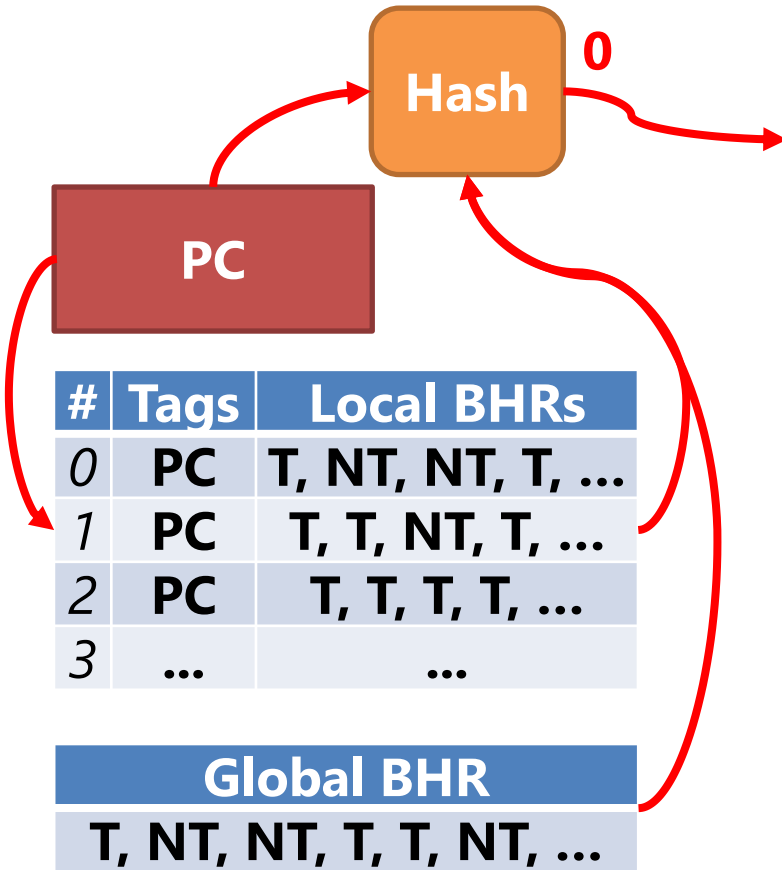 0
Hash
PC
# Tags Local BHRs
0 PC T, NT, NT, T, ...
1 PC T, T, NT, T, ...
2 PC T, T, T, T, ...
3 ... ...
Global BHR
T, NT, NT, T, T, NT, ...